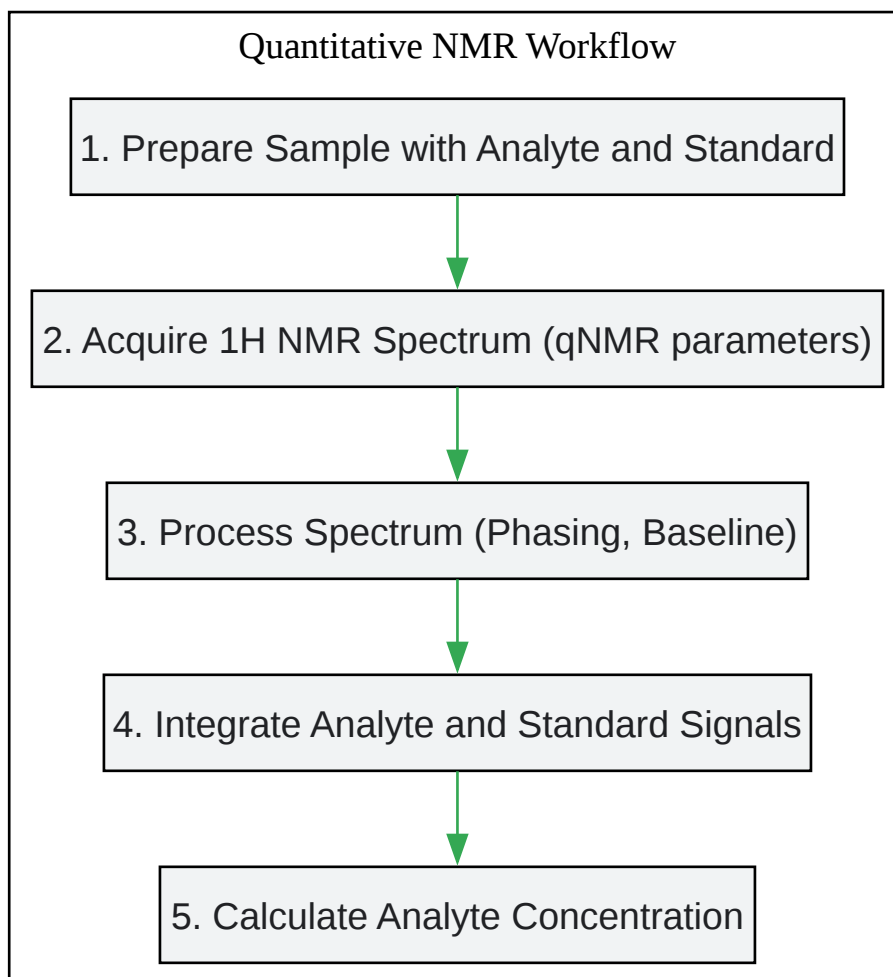 Quantitative NMR Workflow
1. Prepare Sample with Analyte and Standard
2. Acquire 1H NMR Spectrum (qNMR parameters)
3. Process Spectrum (Phasing, Baseline)
4. Integrate Analyte and Standard Signals
5. Calculate Analyte Concentration